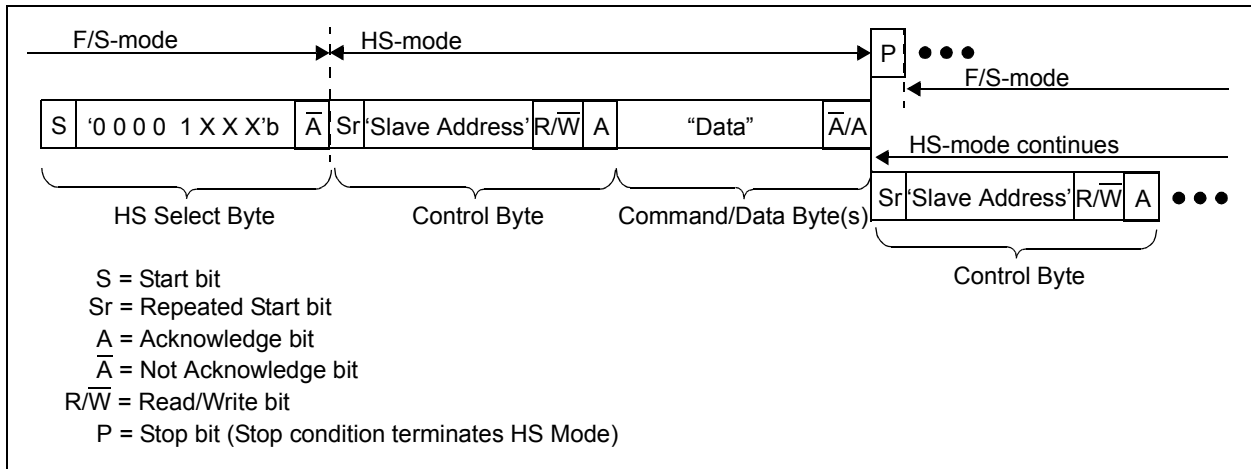 F/S-mode HS-mode P ●●●
F/S-mode
S '0 0 0 0 1 X X X'b A̅ Sr 'Slave Address' R/W̅ A "Data" A̅/A
HS-mode continues
Sr 'Slave Address' R/W̅ A ●●●
HS Select Byte Control Byte Command/Data Byte(s)
Control Byte
S = Start bit
Sr = Repeated Start bit
A = Acknowledge bit
A̅ = Not Acknowledge bit
R/W̅ = Read/Write bit
P = Stop bit (Stop condition terminates HS Mode)